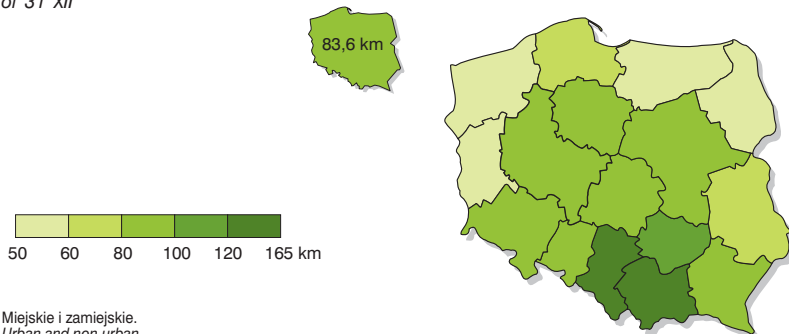 of 31 XII
83,6 km
50 60 80 100 120 165 km
Miejskie i zamiejskie.
Urban and non-urban.